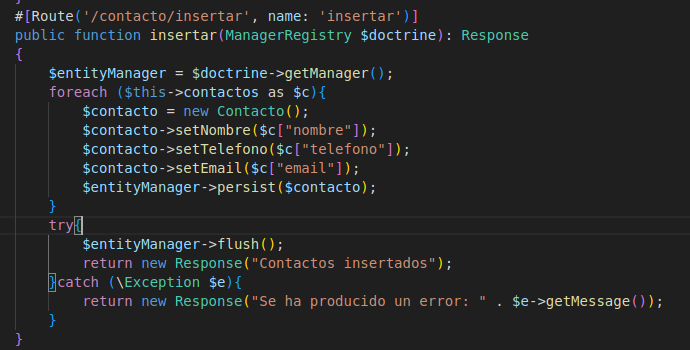 #[Route('/contacto/insertar', name: 'insertar')]
public function insertar(ManagerRegistry $doctrine): Response
{
    $entityManager = $doctrine->getManager();
    foreach ($this->contactos as $c){
        $contacto = new Contacto();
        $contacto->setNombre($c["nombre"]);
        $contacto->setTelefono($c["telefono"]);
        $contacto->setEmail($c["email"]);
        $entityManager->persist($contacto);
    }
    try{
        $entityManager->flush();
        return new Response("Contactos insertados");
    }catch (\Exception $e){
        return new Response("Se ha producido un error: " . $e->getMessage());
    }
}